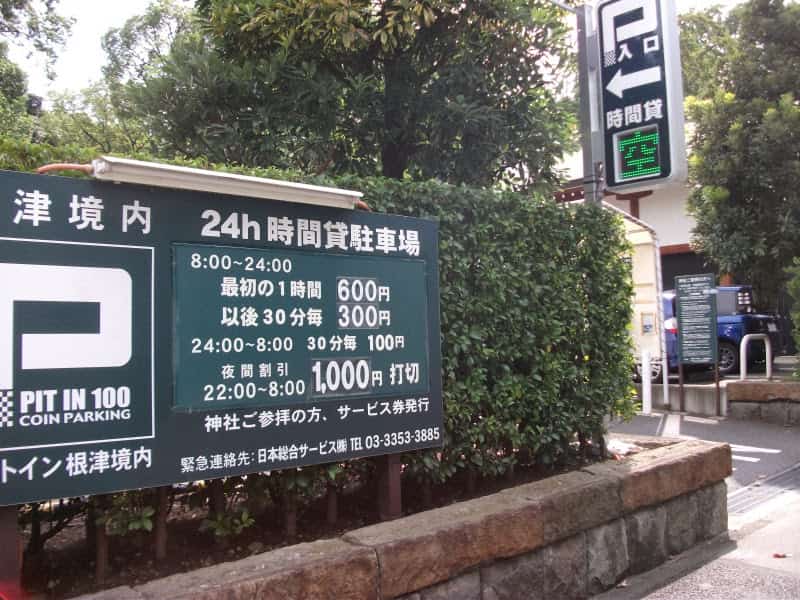 津境内 24h時間貸駐車場
8:00~24:00
最初の1時間 600円
以後30分毎 300円
24:00~8:00 30分毎 100円
夜間割引
22:00~8:00 1,000円 打切
神社ご参拝の方、サービス券発行
緊急連絡先:日本総合サービス㈱ TEL 03-3353-3885
P
PIT IN 100
COIN PARKING
トイン根津境内
P
入口
←
時間貸
空